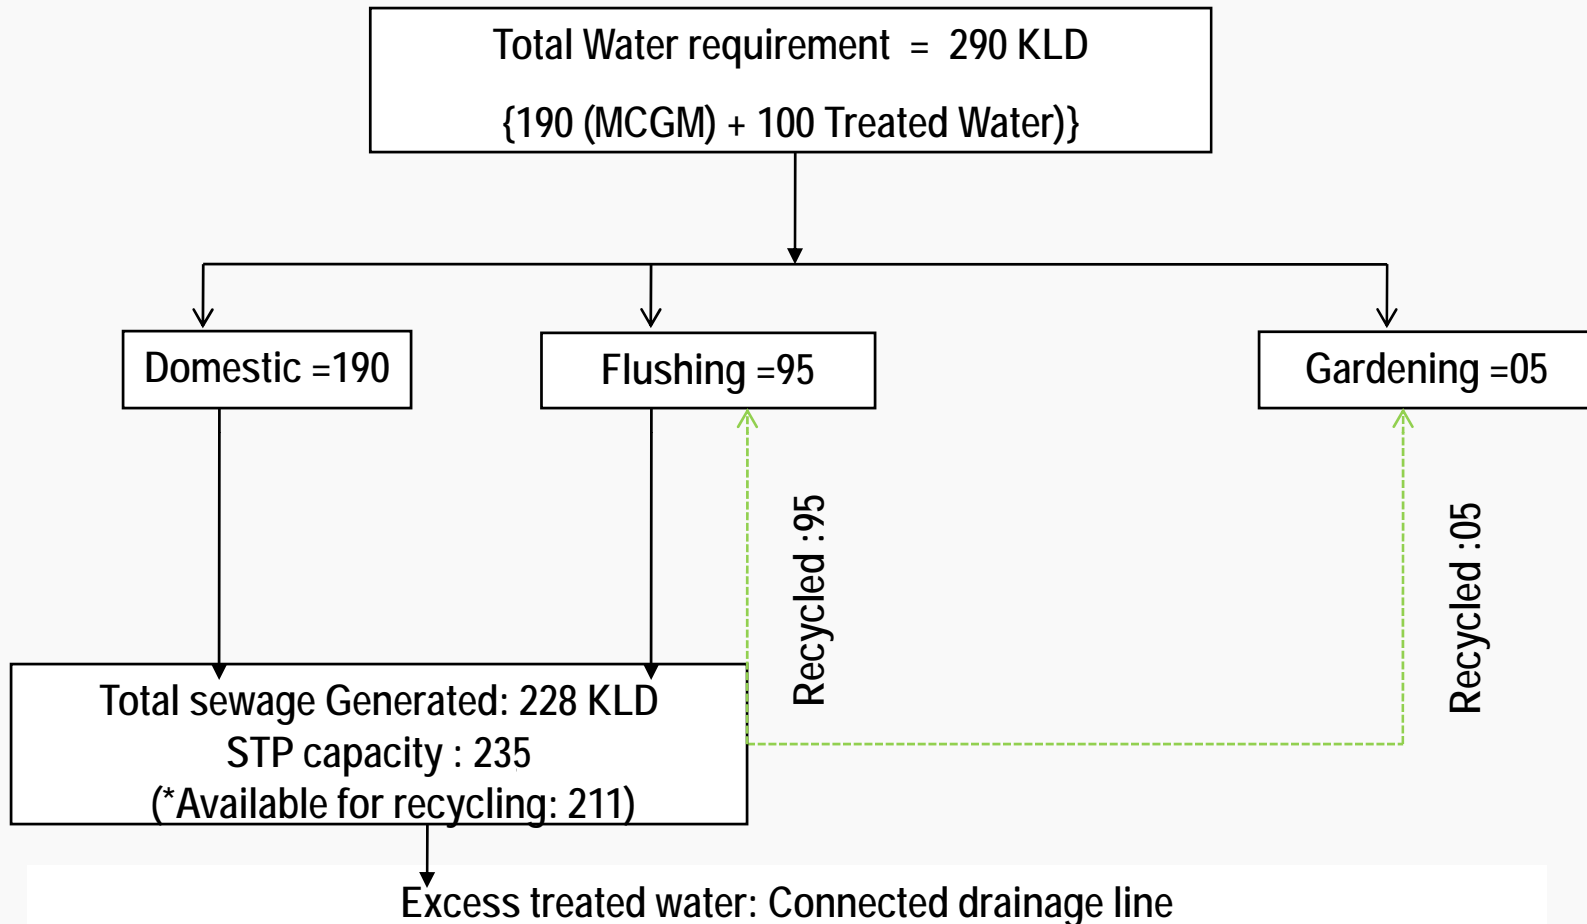 Total Water requirement = 290 KLD
{190 (MCGM) + 100 Treated Water)}
Domestic =190
Flushing =95
Gardening =05
Recycled :95
Recycled :05
Total sewage Generated: 228 KLD
STP capacity : 235
(*Available for recycling: 211)
Excess treated water: Connected drainage line